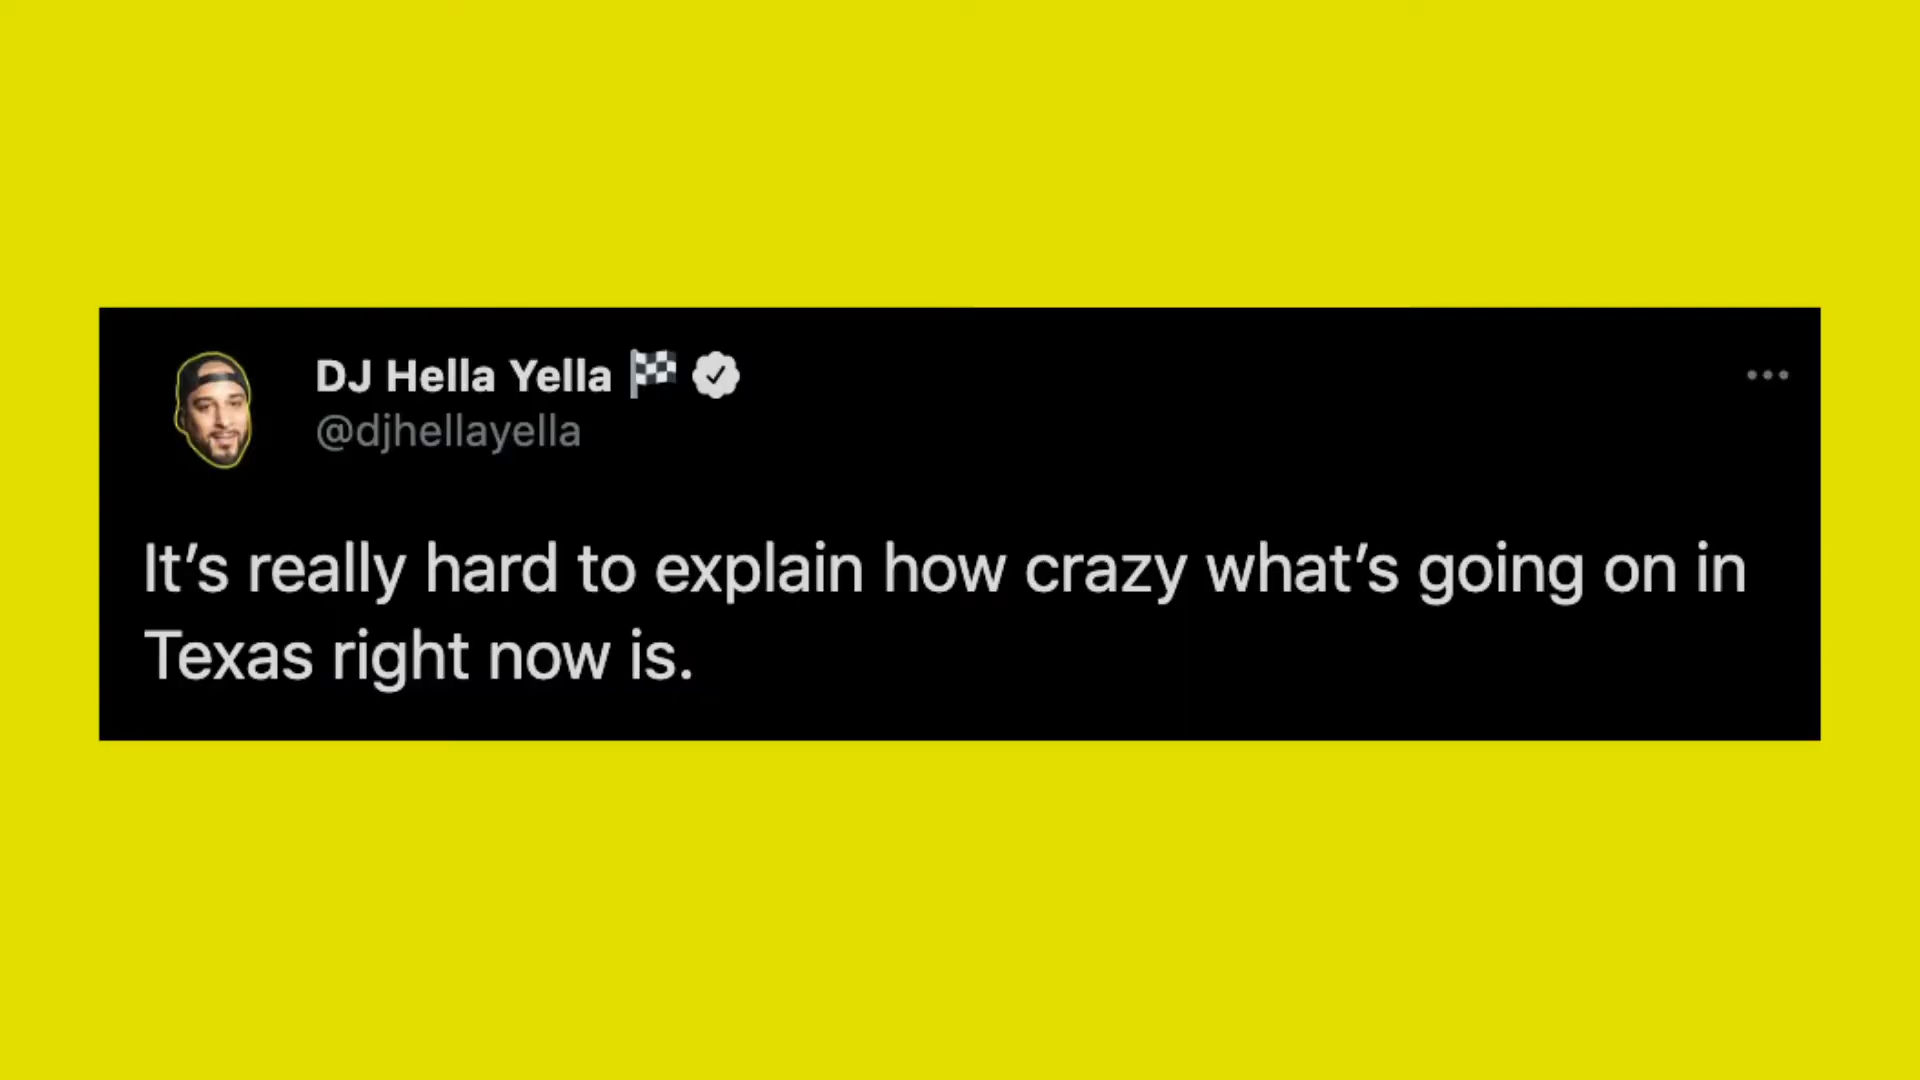 DJ Hella Yella 🏁
@djhellayella
It’s really hard to explain how crazy what’s going on in
Texas right now is.